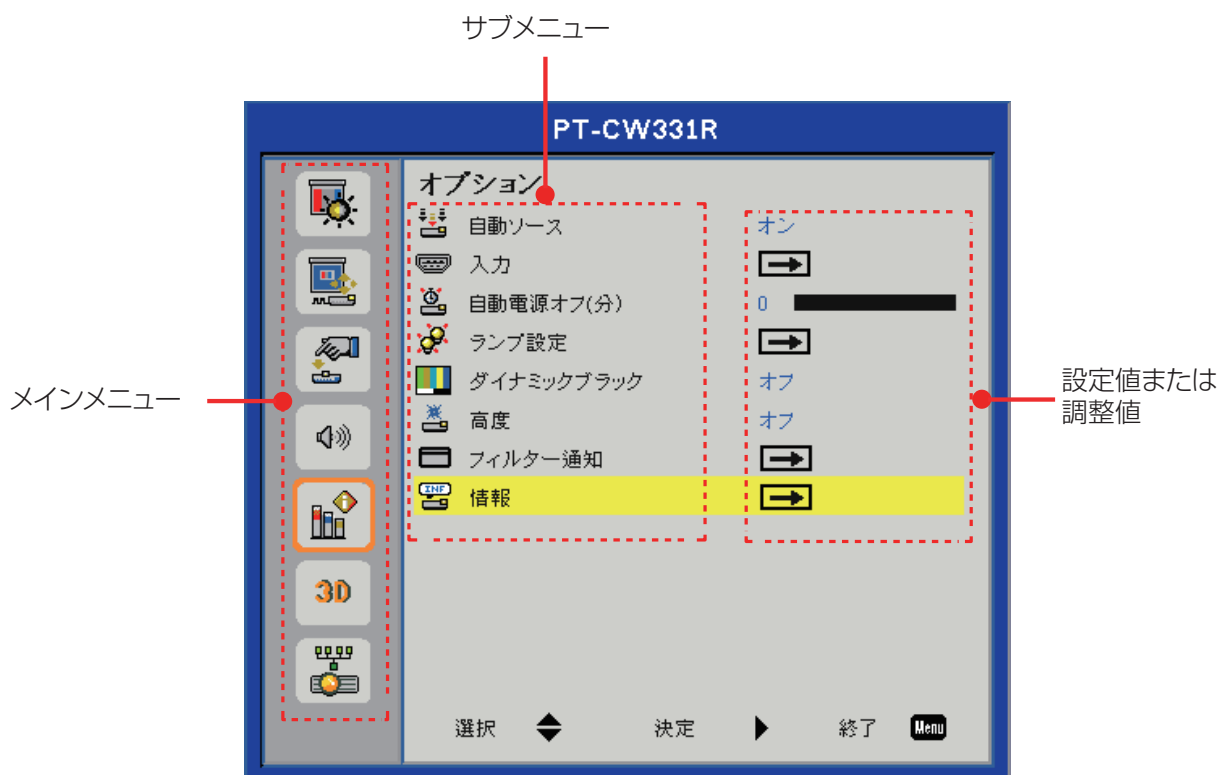 サブメニュー
PT-CW331R
オプション
自動ソース オン
入力
自動電源オフ(分) 0
ランプ設定
ダイナミックブラック オフ
高度 オフ
フィルター通知
INF 情報
3D
メインメニュー
設定値または
調整値
選択 決定 終了 Menu